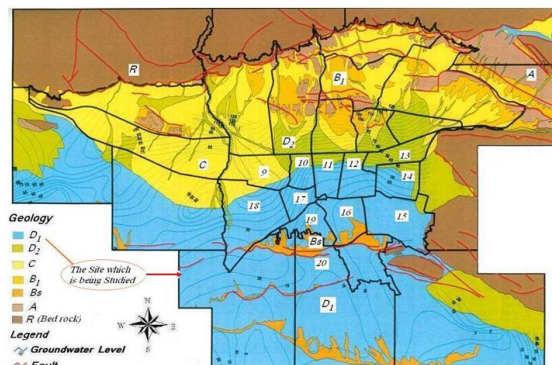 R
A
B1
D2
C
9
10
11
12
13
14
18
17
16
15
19
Bs
20
D1
Geology
D1
D2
C
B1
Bs
A
R (Bed rock)
The Site which
is being Studied
N
W
E
S
Legend
Groundwater Level
Fault